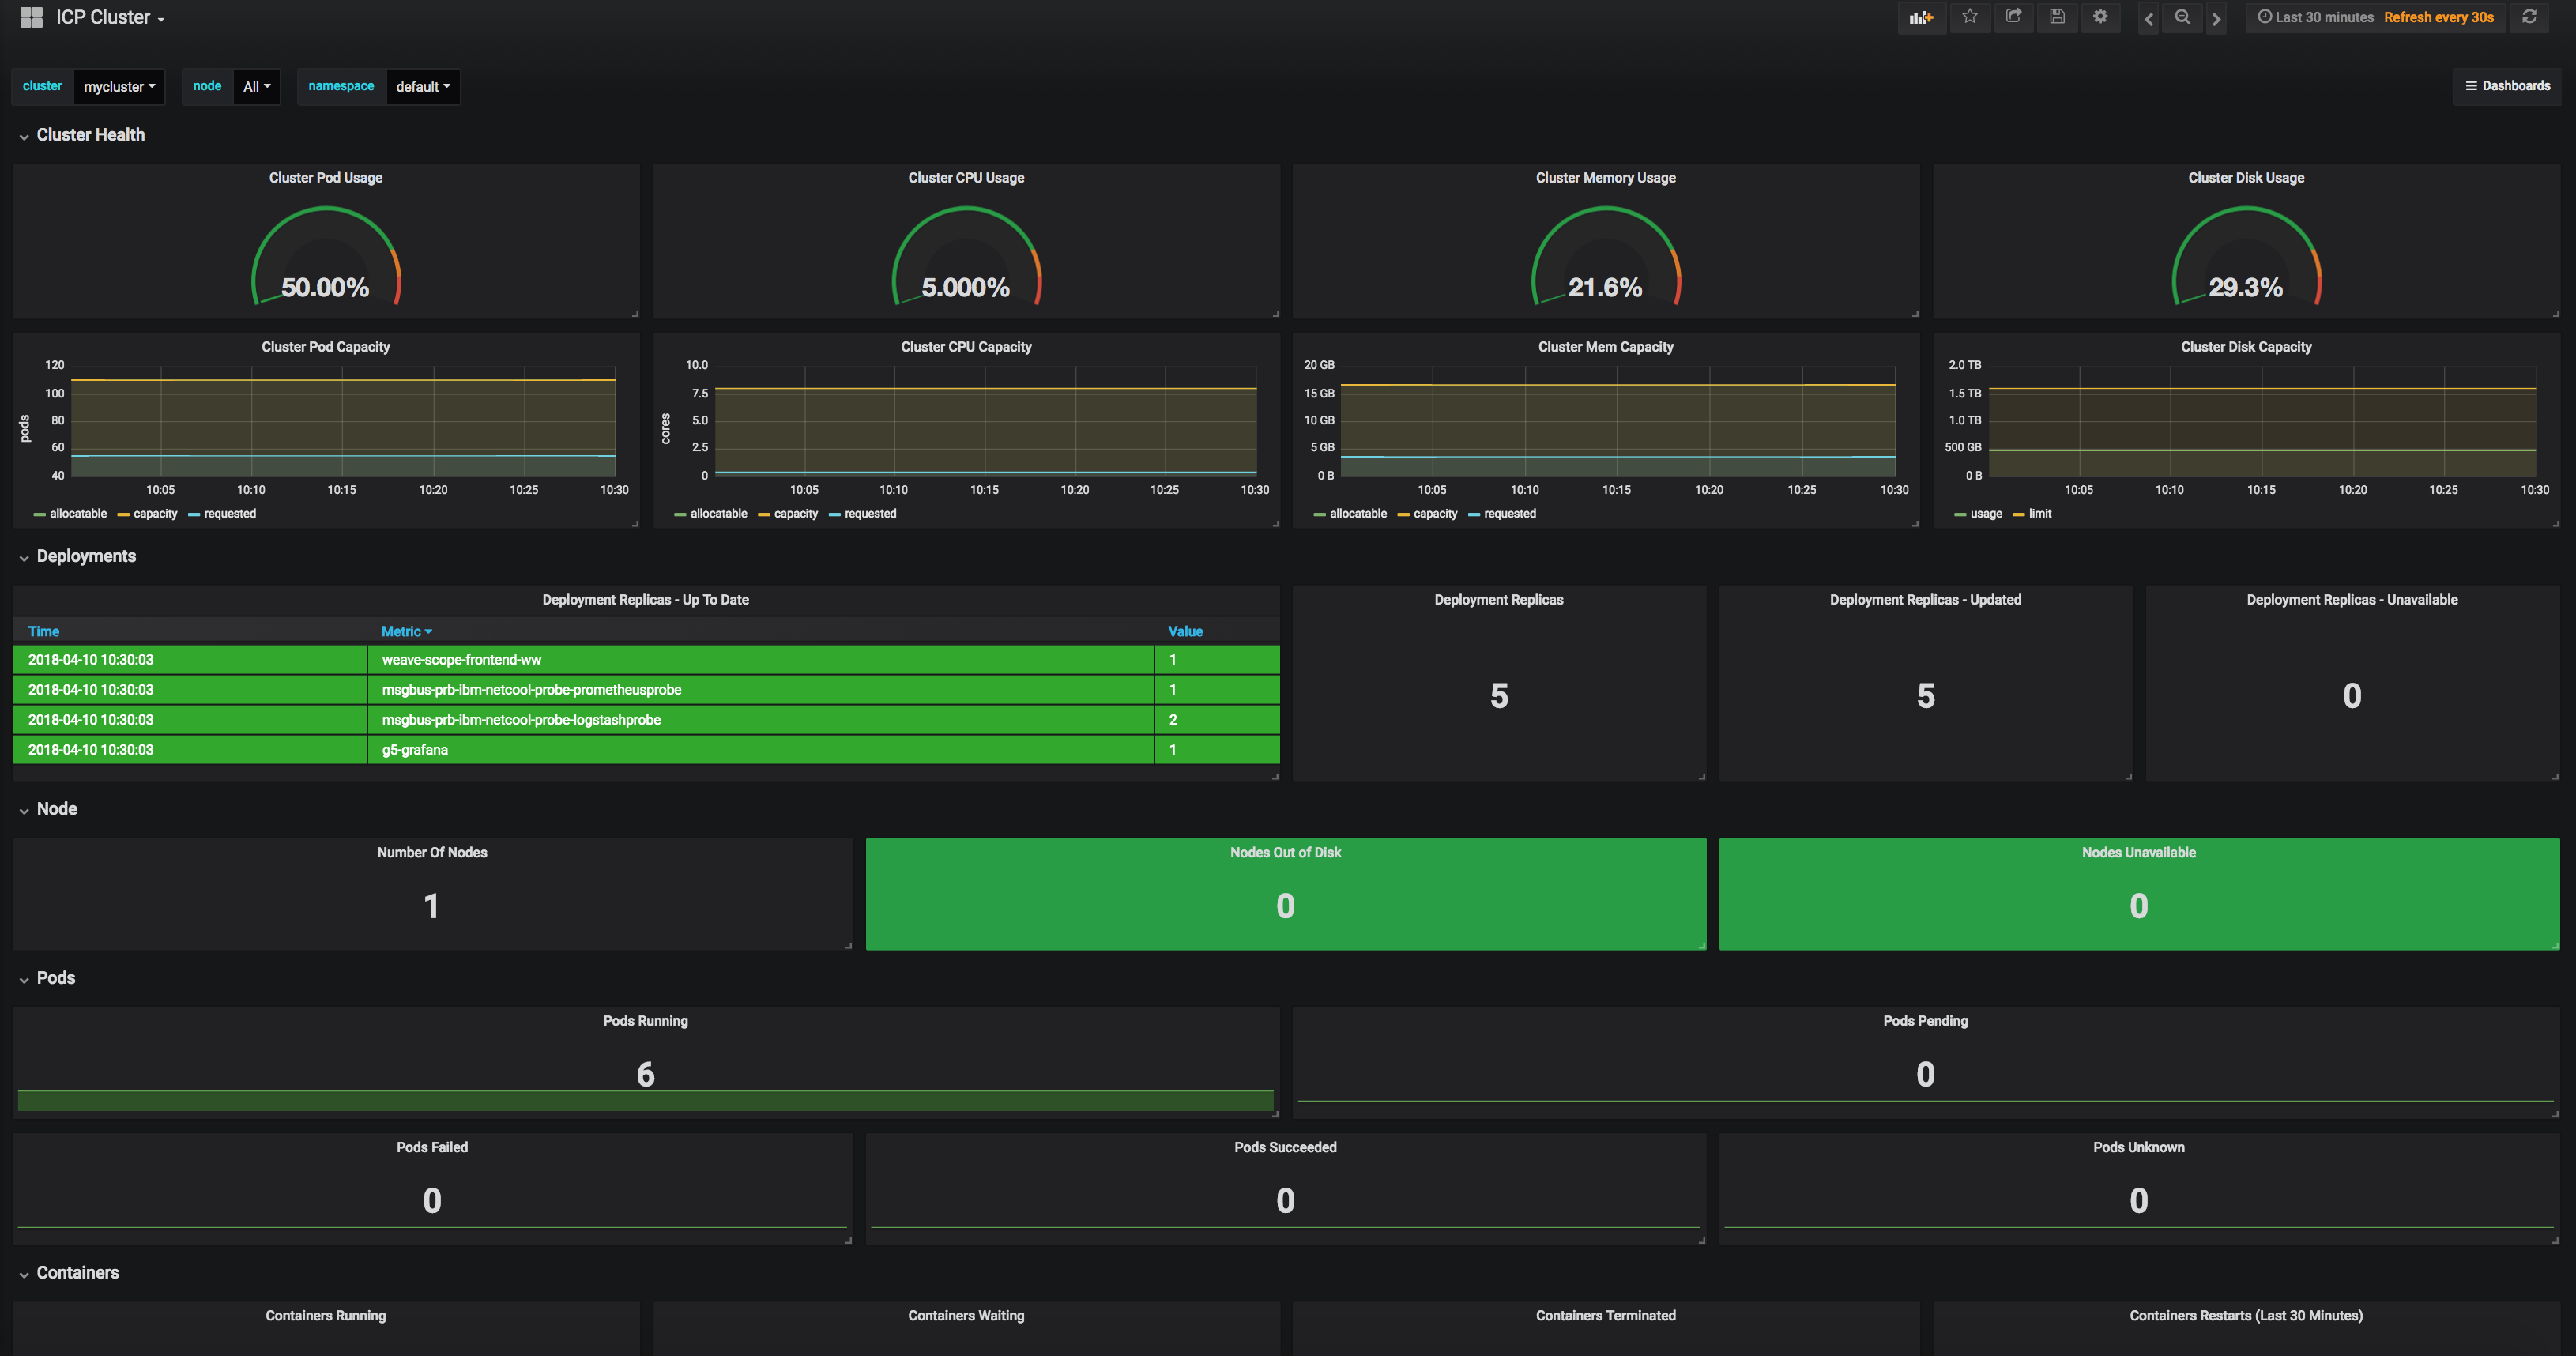 ICP Cluster
Last 30 minutes Refresh every 30s
cluster mycluster node All namespace default
Dashboards
Cluster Health
Cluster Pod Usage
50.00%
Cluster CPU Usage
5.000%
Cluster Memory Usage
21.6%
Cluster Disk Usage
29.3%
Cluster Pod Capacity
120
100
80
60
40
pods
10:05 10:10 10:15 10:20 10:25 10:30
allocatable capacity requested
Cluster CPU Capacity
10.0
7.5
5.0
2.5
0
cores
10:05 10:10 10:15 10:20 10:25 10:30
allocatable capacity requested
Cluster Mem Capacity
20 GB
15 GB
10 GB
5 GB
0 B
10:05 10:10 10:15 10:20 10:25 10:30
allocatable capacity requested
Cluster Disk Capacity
2.0 TB
1.5 TB
1.0 TB
500 GB
0 B
10:05 10:10 10:15 10:20 10:25 10:30
usage limit
Deployments
Deployment Replicas - Up To Date
Time Metric Value
2018-04-10 10:30:03 weave-scope-frontend-ww 1
2018-04-10 10:30:03 msgbus-prb-ibm-netcool-probe-prometheusprobe 1
2018-04-10 10:30:03 msgbus-prb-ibm-netcool-probe-logstashprobe 2
2018-04-10 10:30:03 g5-grafana 1
Deployment Replicas
5
Deployment Replicas - Updated
5
Deployment Replicas - Unavailable
0
Node
Number Of Nodes
1
Nodes Out of Disk
0
Nodes Unavailable
0
Pods
Pods Running
6
Pods Pending
0
Pods Failed
0
Pods Succeeded
0
Pods Unknown
0
Containers
Containers Running
Containers Waiting
Containers Terminated
Containers Restarts (Last 30 Minutes)